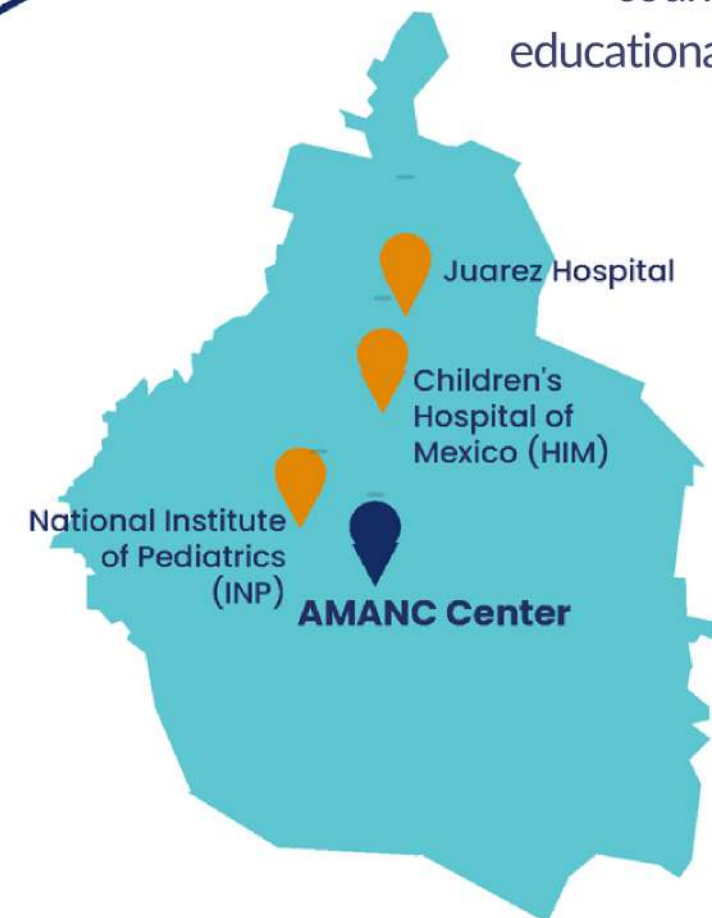 educationa
Juarez Hospital
Children's
Hospital of
Mexico (HIM)
National Institute
of Pediatrics
(INP)
AMANC Center